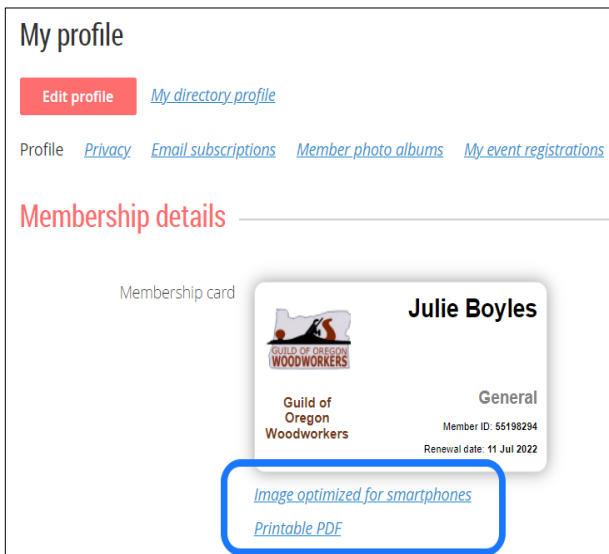 My profile
Edit profile My directory profile
Profile Privacy Email subscriptions Member photo albums My event registrations
Membership details
Membership card
Julie Boyles
GUILD OF OREGON
WOODWORKERS
Guild of
Oregon
Woodworkers
General
Member ID: 55198294
Renewal date: 11 Jul 2022
Image optimized for smartphones
Printable PDF